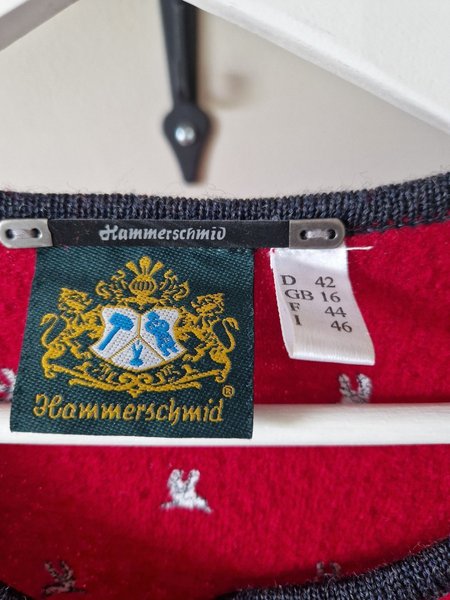 Hammerschmid
Hammerschmid®
D 42
GB 16
F 44
I 46